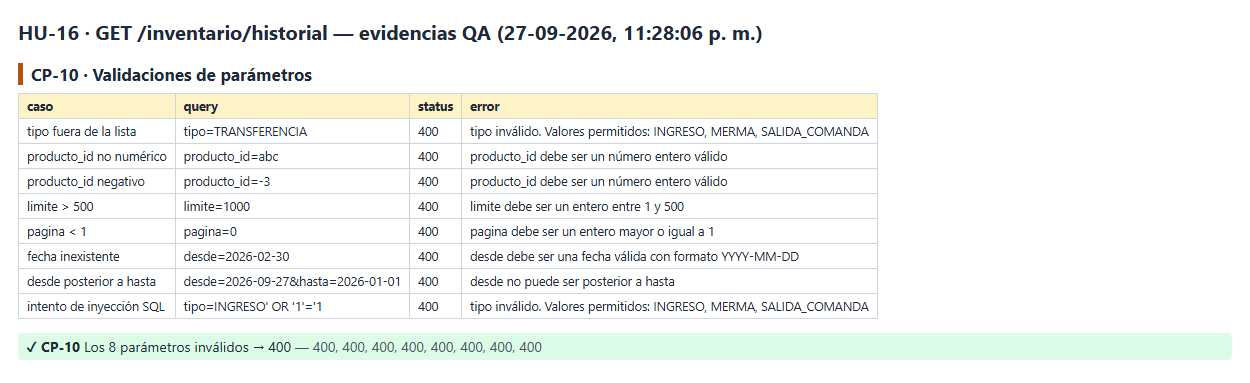 HU-16 · GET /inventario/historial — evidencias QA (27-09-2026, 11:28:06 p. m.)
CP-10 · Validaciones de parámetros
caso query status error
tipo fuera de la lista tipo=TRANSFERENCIA 400 tipo inválido. Valores permitidos: INGRESO, MERMA, SALIDA_COMANDA
producto_id no numérico producto_id=abc 400 producto_id debe ser un número entero válido
producto_id negativo producto_id=-3 400 producto_id debe ser un número entero válido
limite > 500 limite=1000 400 limite debe ser un entero entre 1 y 500
pagina < 1 pagina=0 400 pagina debe ser un entero mayor o igual a 1
fecha inexistente desde=2026-02-30 400 desde debe ser una fecha válida con formato YYYY-MM-DD
desde posterior a hasta desde=2026-09-27&hasta=2026-01-01 400 desde no puede ser posterior a hasta
intento de inyección SQL tipo=INGRESO' OR '1'='1 400 tipo inválido. Valores permitidos: INGRESO, MERMA, SALIDA_COMANDA
✓ CP-10 Los 8 parámetros inválidos → 400 — 400, 400, 400, 400, 400, 400, 400, 400